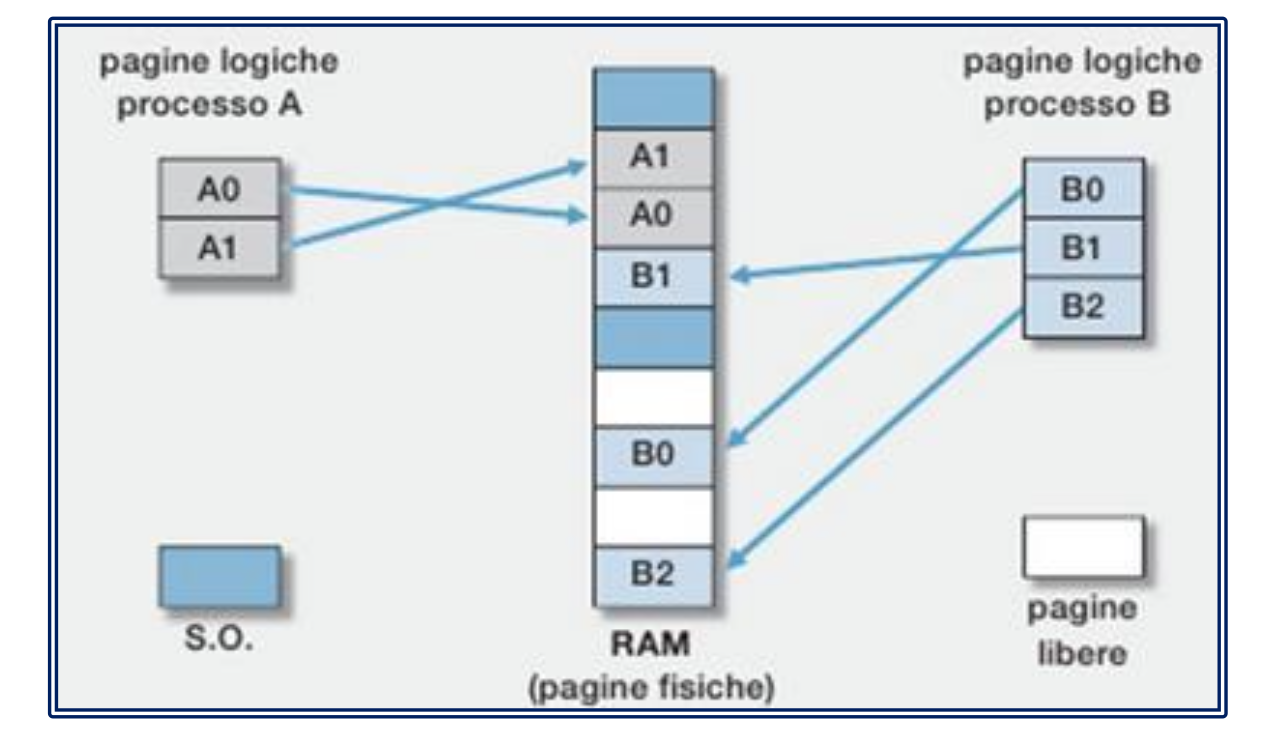 pagine logiche
processo A
A0
A1
S.O.
A1
A0
B1
B0
B2
RAM
(pagine fisiche)
pagine logiche
processo B
B0
B1
B2
pagine
libere